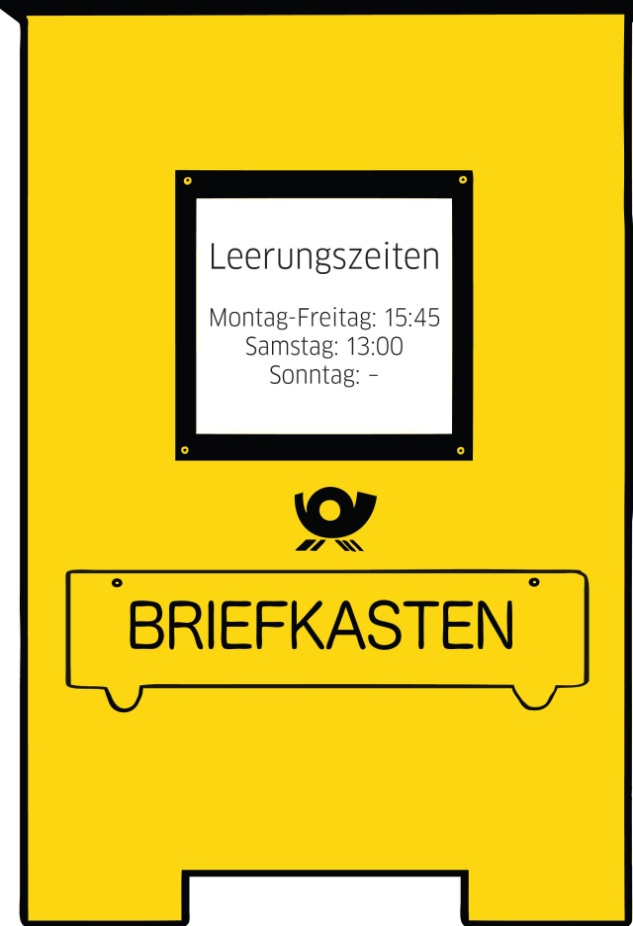 Leerungszeiten
Montag-Freitag: 15:45
Samstag: 13:00
Sonntag: –
BRIEFKASTEN